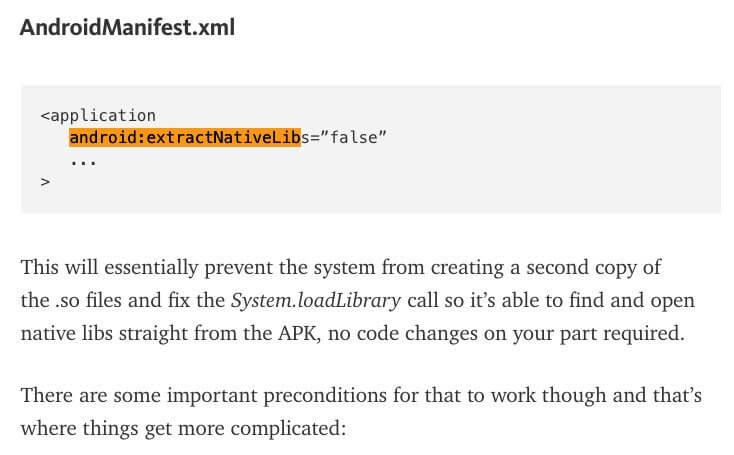 AndroidManifest.xml
<application
android:extractNativeLibs=”false”
...
>
This will essentially prevent the system from creating a second copy of
the .so files and fix the System.loadLibrary call so it’s able to find and open
native libs straight from the APK, no code changes on your part required.
There are some important preconditions for that to work though and that’s
where things get more complicated: